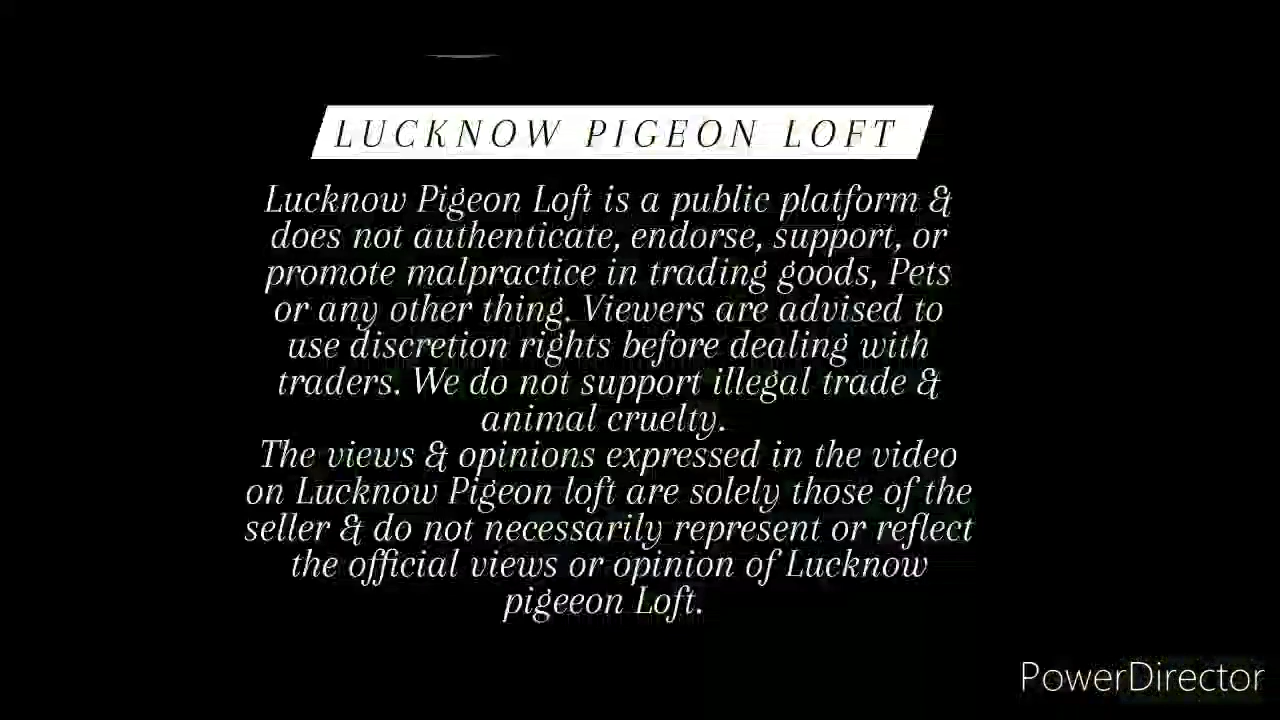 LUCKNOW PIGEON LOFT
Lucknow Pigeon Loft is a public platform &
does not authenticate, endorse, support, or
promote malpractice in trading goods, Pets
or any other thing. Viewers are advised to
use discretion rights before dealing with
traders. We do not support illegal trade &
animal cruelty.
The views & opinions expressed in the video
on Lucknow Pigeon loft are solely those of the
seller & do not necessarily represent or reflect
the official views or opinion of Lucknow
pigeeon Loft.
PowerDirector